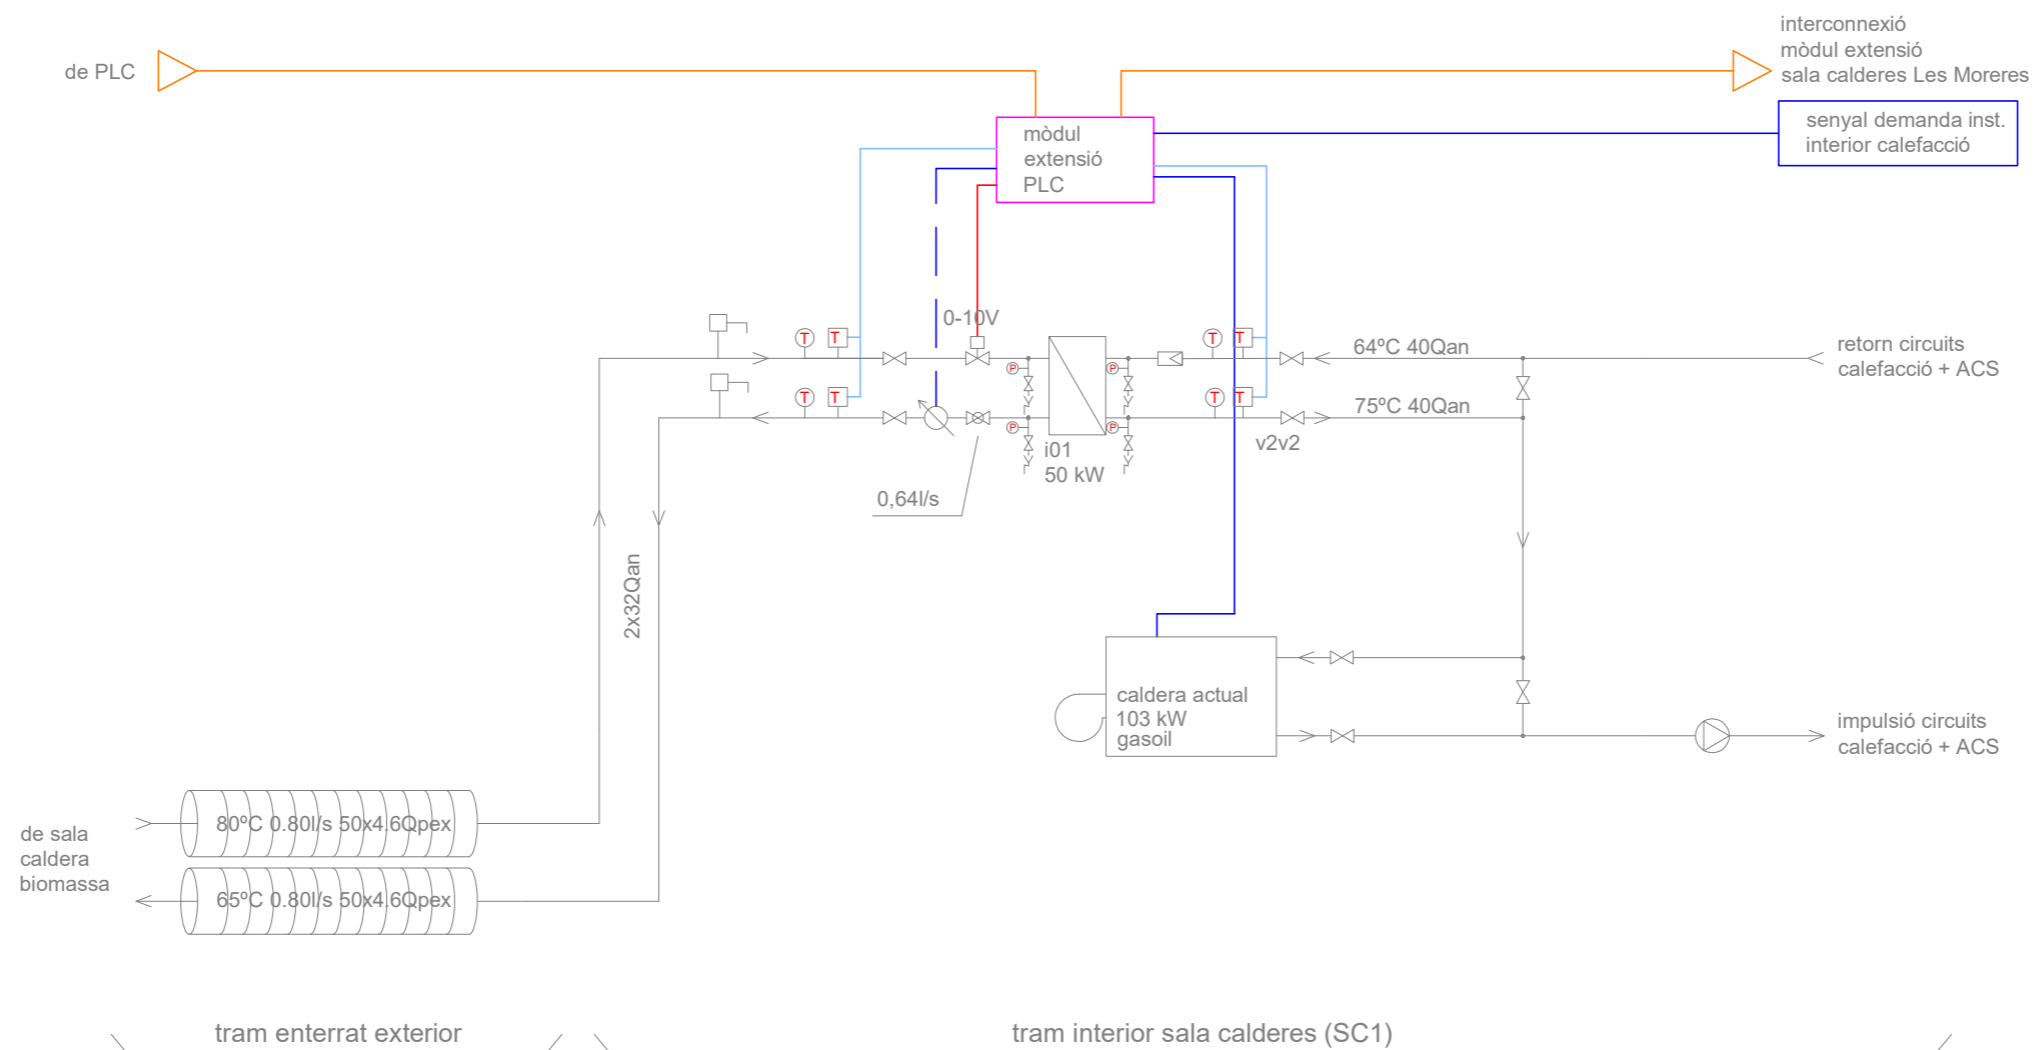 interconnexió
mòdul extensió
sala calderes Les Moreres
de PLC
senyal demanda inst.
interior calefacció
mòdul
extensió
PLC
0-10V
T
T
T
T
64ºC 40Qan
retorn circuits
calefacció + ACS
P
P
T
T
T
T
75ºC 40Qan
P
P
v2v2
i01
50 kW
0,64l/s
2x32Qan
caldera actual
103 kW
gasoil
impulsió circuits
calefacció + ACS
de sala
caldera
biomassa
80ºC 0.80l/s 50x4.6Qpex
65ºC 0.80l/s 50x4.6Qpex
tram enterrat exterior
tram interior sala calderes (SC1)